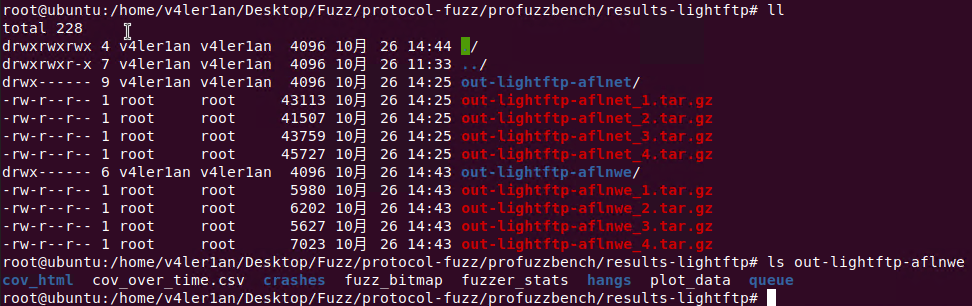 root@ubuntu:/home/v4ler1an/Desktop/Fuzz/protocol-fuzz/profuzzbench/results-lightftp# ll
total 228
drwxrwxrwx 4 v4ler1an v4ler1an 4096 10月 26 14:44 ./
drwxrwxr-x 7 v4ler1an v4ler1an 4096 10月 26 11:33 ../
drwx------ 9 v4ler1an v4ler1an 4096 10月 26 14:25 out-lightftp-aflnet/
-rw-r--r-- 1 root root 43113 10月 26 14:25 out-lightftp-aflnet_1.tar.gz
-rw-r--r-- 1 root root 41507 10月 26 14:25 out-lightftp-aflnet_2.tar.gz
-rw-r--r-- 1 root root 43759 10月 26 14:25 out-lightftp-aflnet_3.tar.gz
-rw-r--r-- 1 root root 45727 10月 26 14:25 out-lightftp-aflnet_4.tar.gz
drwx------ 6 v4ler1an v4ler1an 4096 10月 26 14:43 out-lightftp-aflnwe/
-rw-r--r-- 1 root root 5980 10月 26 14:43 out-lightftp-aflnwe_1.tar.gz
-rw-r--r-- 1 root root 6202 10月 26 14:43 out-lightftp-aflnwe_2.tar.gz
-rw-r--r-- 1 root root 5627 10月 26 14:43 out-lightftp-aflnwe_3.tar.gz
-rw-r--r-- 1 root root 7023 10月 26 14:43 out-lightftp-aflnwe_4.tar.gz
root@ubuntu:/home/v4ler1an/Desktop/Fuzz/protocol-fuzz/profuzzbench/results-lightftp# ls out-lightftp-aflnwe
cov_html cov_over_time.csv crashes fuzz_bitmap fuzzer_stats hangs plot_data queue
root@ubuntu:/home/v4ler1an/Desktop/Fuzz/protocol-fuzz/profuzzbench/results-lightftp#